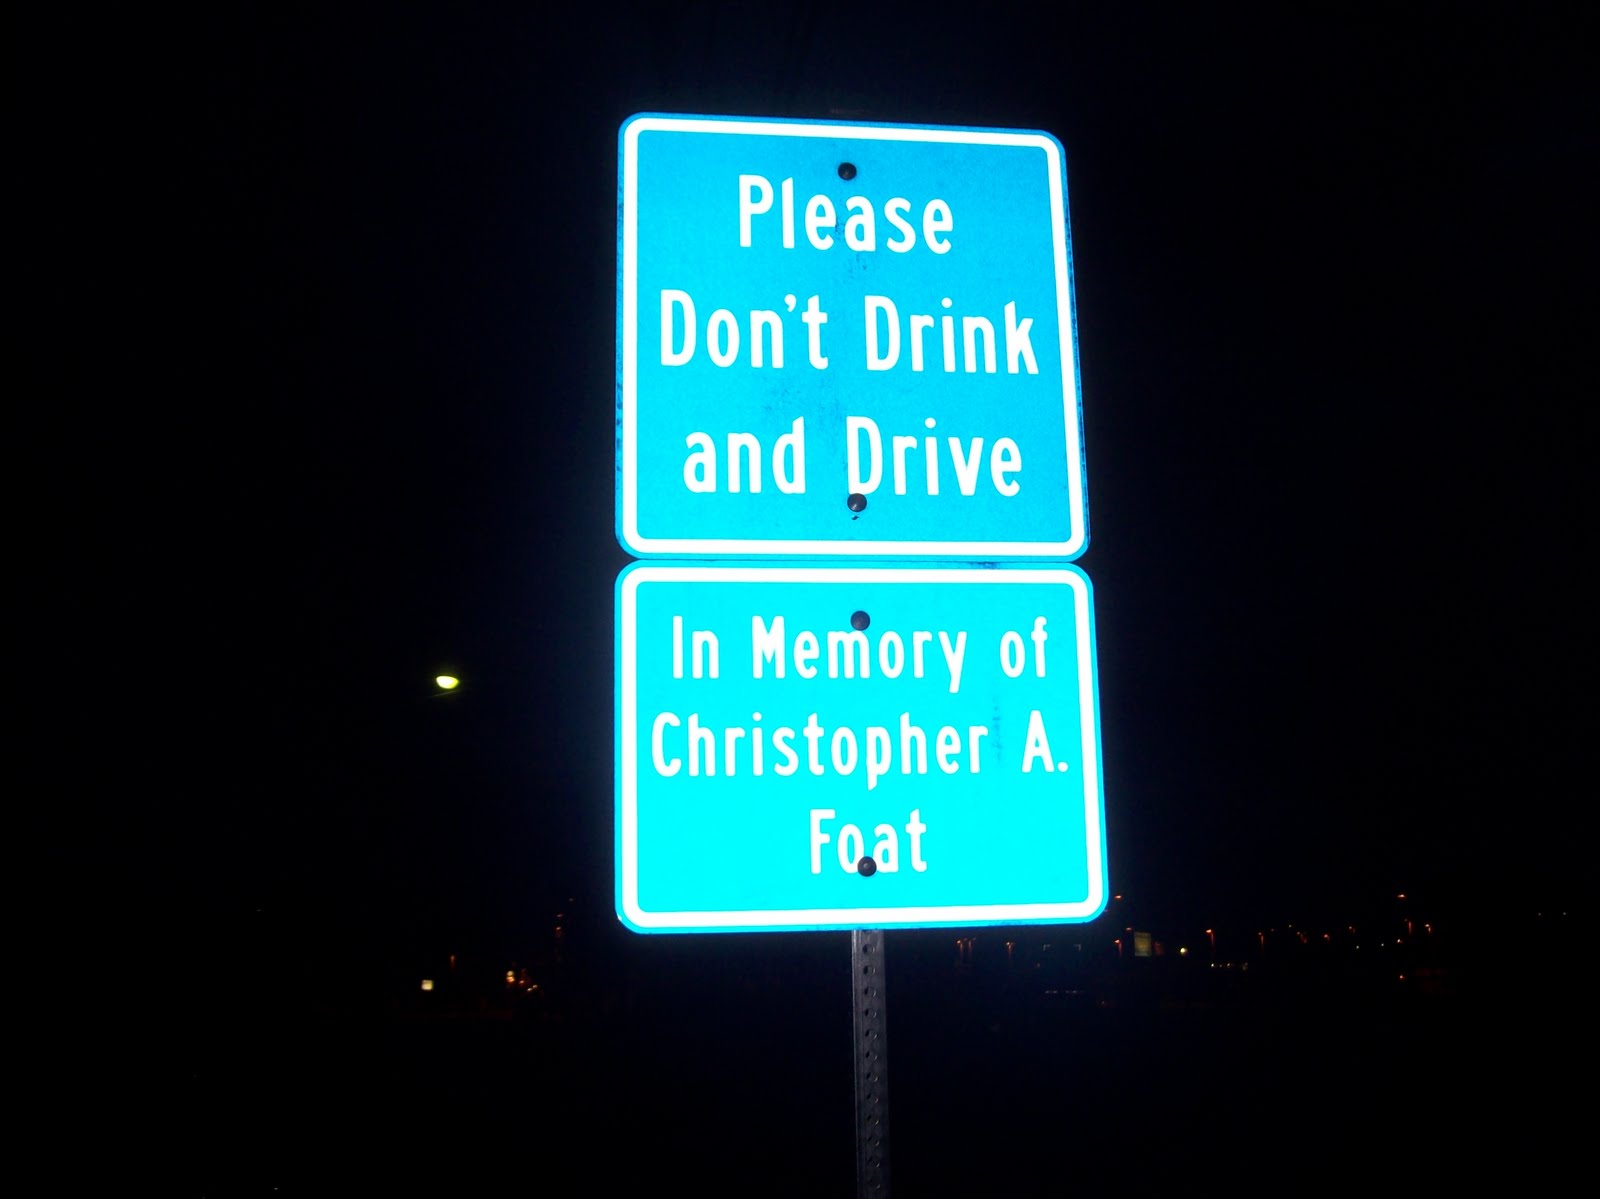 Please
Don't Drink
and Drive
In Memory of
Christopher A.
Foat